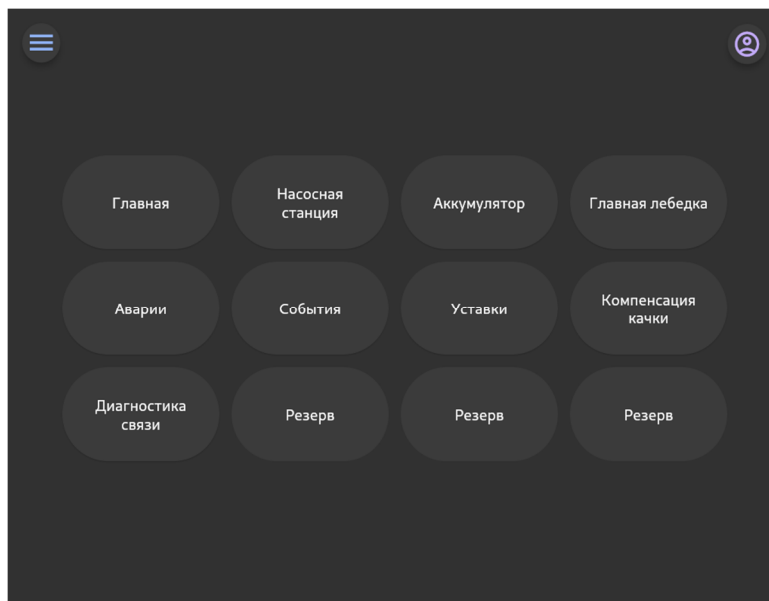 Главная
Насосная
станция
Аккумулятор
Главная лебедка
Аварии
События
Уставки
Компенсация
качки
Диагностика
связи
Резерв
Резерв
Резерв